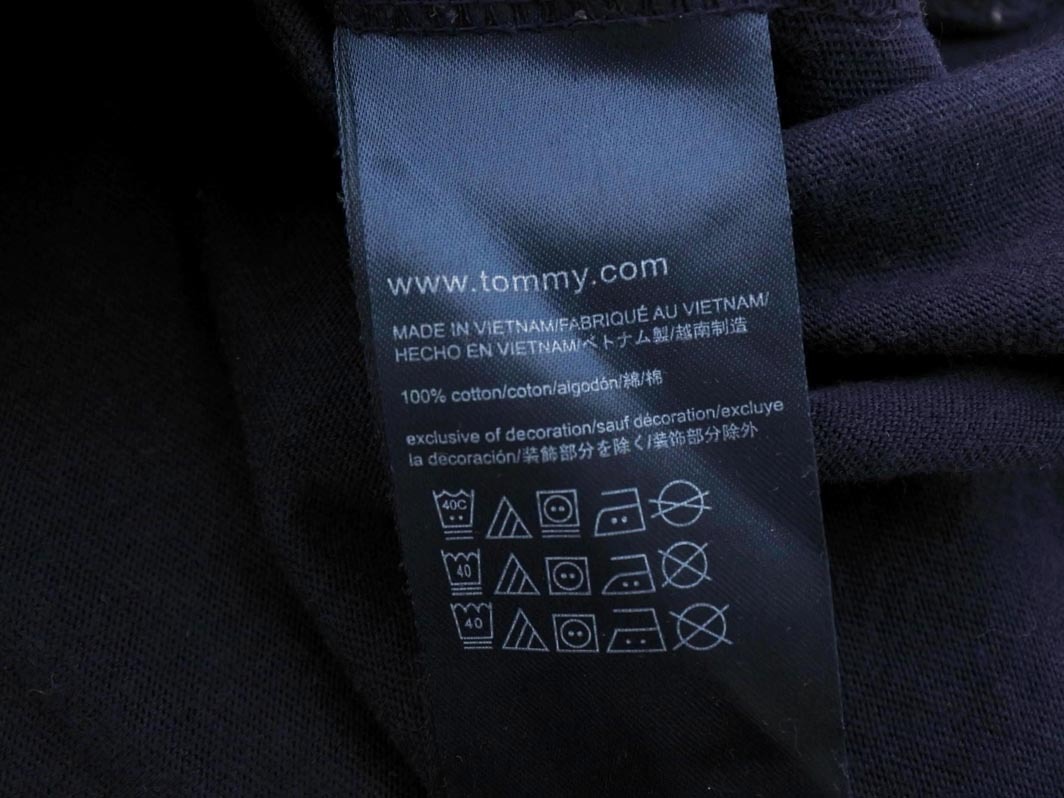 www.tommy.com
MADE IN VIETNAM/FABRIQUÉ AU VIETNAM/
HECHO EN VIETNAM/ベトナム製/越南制造
100% cotton/coton/algodón/綿/棉
exclusive of decoration/sauf décoration/excluye
la decoración/装飾部分を除く/装饰部分除外
40C
40
40